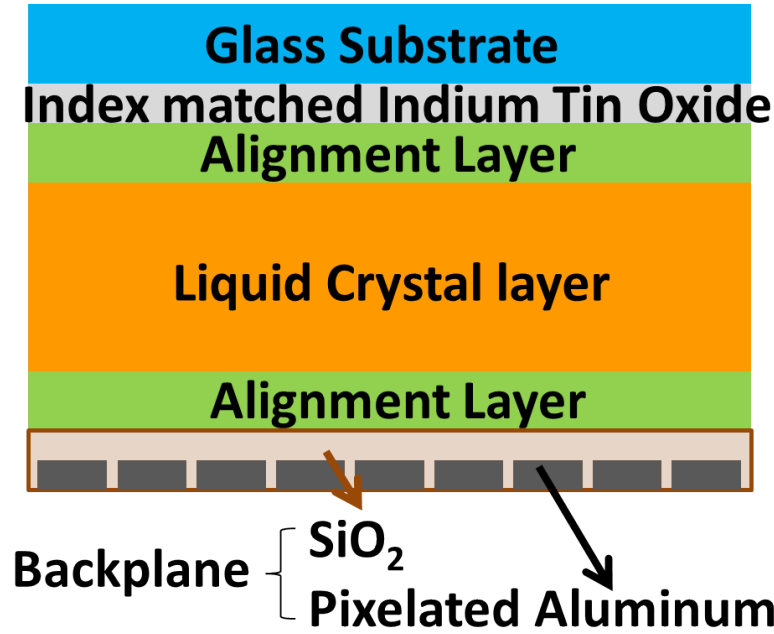 Glass Substrate
Index matched Indium Tin Oxide
Alignment Layer
Liquid Crystal layer
Alignment Layer
Backplane
SiO₂
Pixelated Aluminum